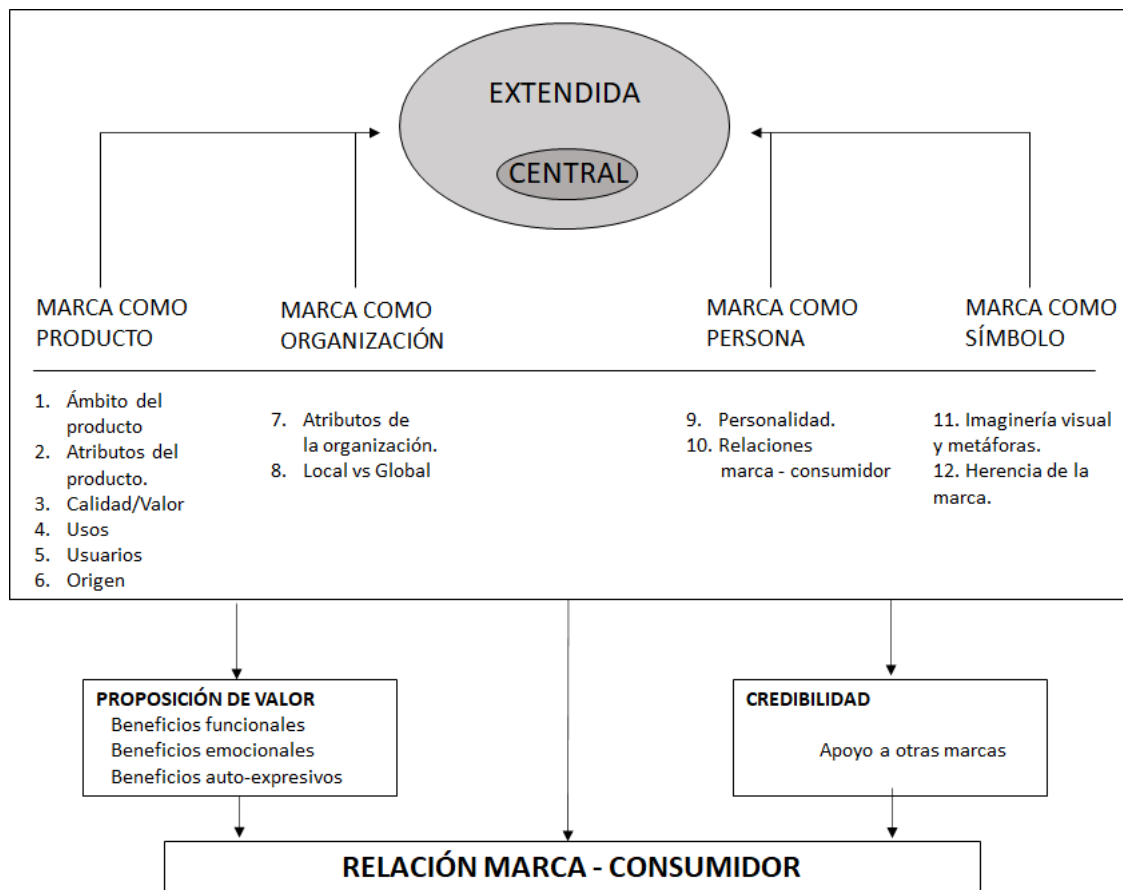 EXTENDIDA
CENTRAL
MARCA COMO
PRODUCTO
MARCA COMO
ORGANIZACIÓN
MARCA COMO
PERSONA
MARCA COMO
SÍMBOLO
1. Ámbito del
producto
2. Atributos del
producto.
3. Calidad/Valor
4. Usos
5. Usuarios
6. Origen
7. Atributos de
la organización.
8. Local vs Global
9. Personalidad.
10. Relaciones
marca - consumidor
11. Imaginería visual
y metáforas.
12. Herencia de la
marca.
PROPOSICIÓN DE VALOR
Beneficios funcionales
Beneficios emocionales
Beneficios auto-expresivos
CREDIBILIDAD
Apoyo a otras marcas
RELACIÓN MARCA - CONSUMIDOR